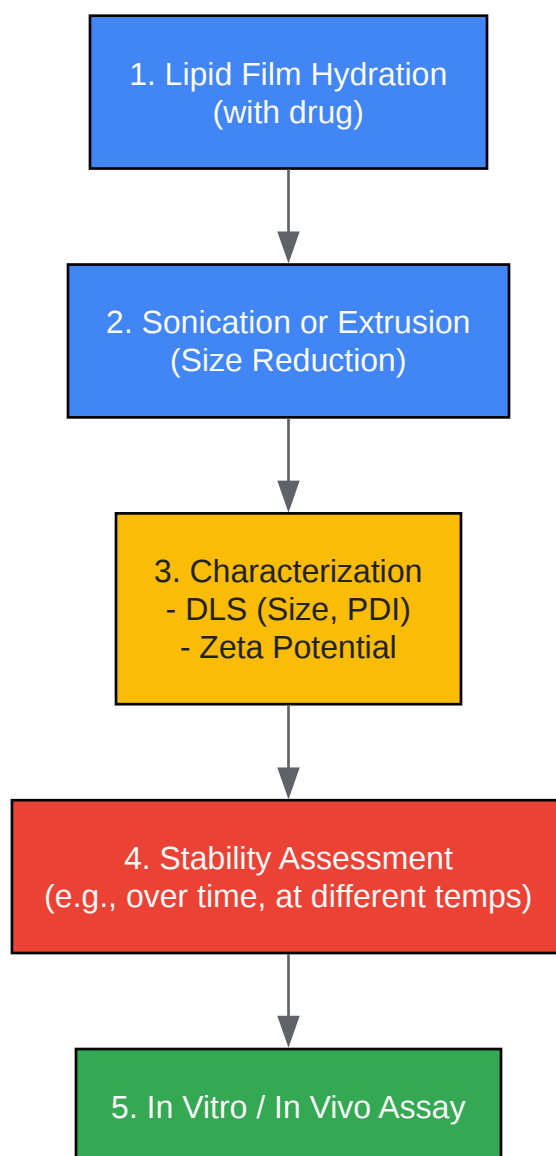 1. Lipid Film Hydration
(with drug)
2. Sonication or Extrusion
(Size Reduction)
3. Characterization
- DLS (Size, PDI)
- Zeta Potential
4. Stability Assessment
(e.g., over time, at different temps)
5. In Vitro / In Vivo Assay